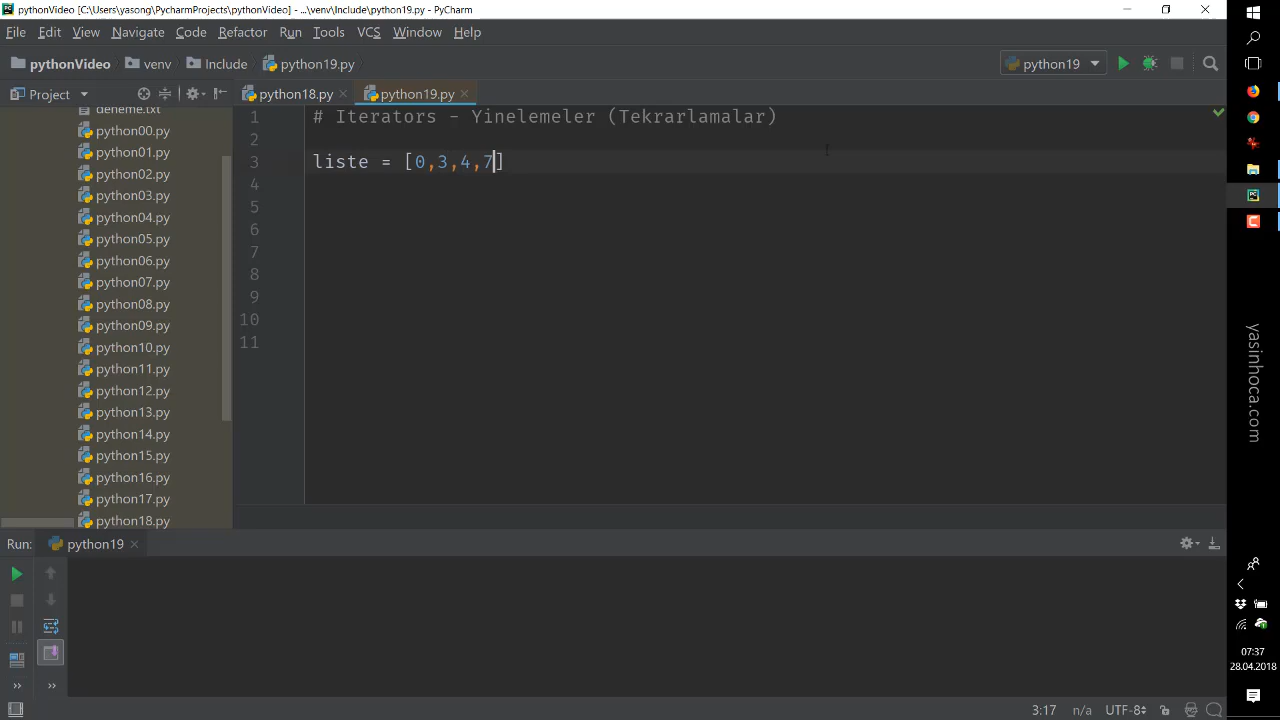 pythonVideo [C:\Users\yasong\PycharmProjects\pythonVideo] - ...\venv\Include\python19.py - PyCharm
File Edit View Navigate Code Refactor Run Tools VCS Window Help
pythonVideo venv Include python19.py python19
Project python18.py python19.py
deneme.txt
python00.py
python01.py
python02.py
python03.py
python04.py
python05.py
python06.py
python07.py
python08.py
python09.py
python10.py
python11.py
python12.py
python13.py
python14.py
python15.py
python16.py
python17.py
python18.py
1 # Iterators - Yinelemeler (Tekrarlamalar)
2
3 liste = [0,3,4,7]
4
5
6
7
8
9
10
11
Run: python19
3:17 n/a UTF-8
yasinhoca.com
07:37
28.04.2018